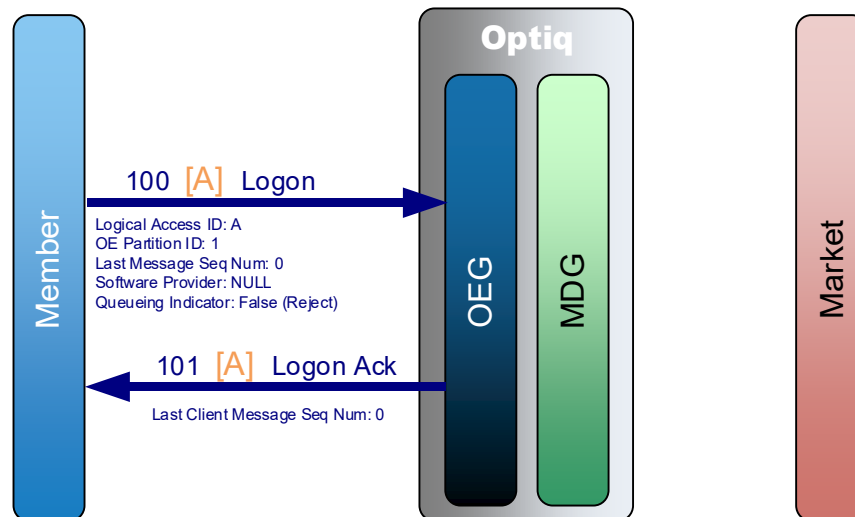 Optiq
100 [A] Logon
Logical Access ID: A
OE Partition ID: 1
Last Message Seq Num: 0
Software Provider: NULL
Queueing Indicator: False (Reject)
Member
OEG
MDG
Market
101 [A] Logon Ack
Last Client Message Seq Num: 0